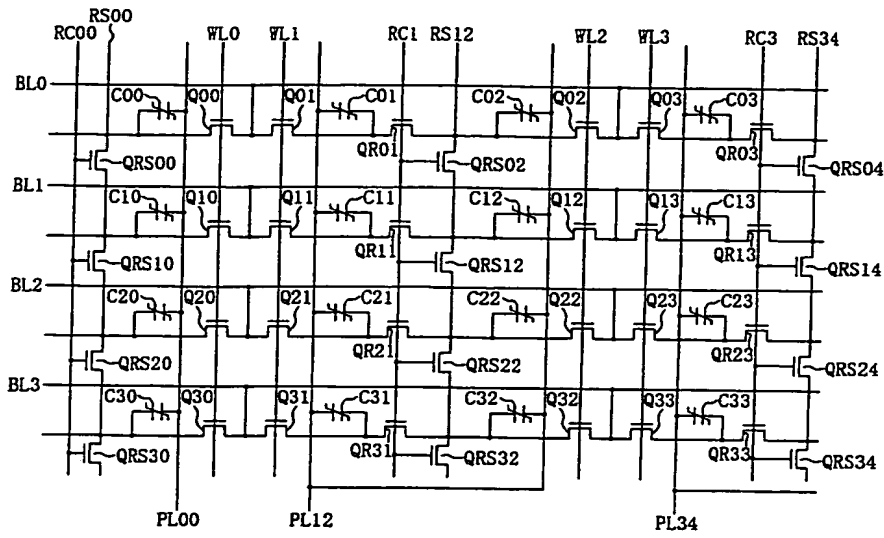 RS00
RC00 WL0 WL1 RC1 RS12 WL2 WL3 RC3 RS34
BL0 C00 Q00 Q01 C01 C02 Q02 Q03 C03
QR01 QR03
QRS00 QRS02 QRS04
BL1
C10 Q10 Q11 C11 C12 Q12 Q13 C13
QR11 QR13
QRS10 QRS12 QRS14
BL2
C20 Q20 Q21 C21 C22 Q22 Q23 C23
QR21 QR23
QRS20 QRS22 QRS24
BL3
C30 Q30 Q31 C31 C32 Q32 Q33 C33
QR31 QR33
QRS30 QRS32 QRS34
PL00 PL12 PL34